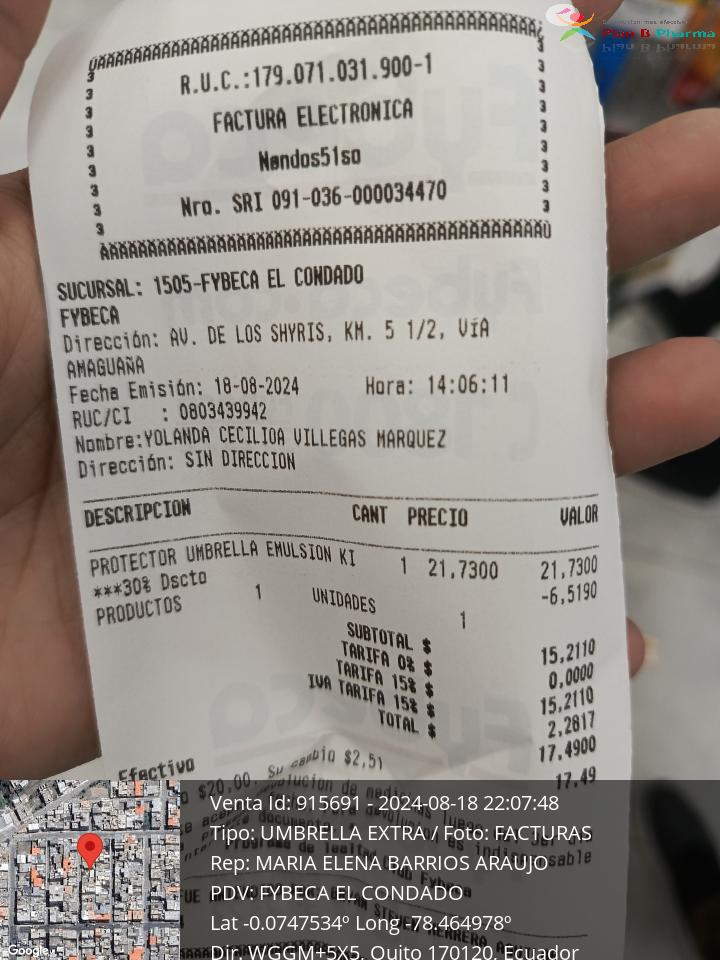 Plan B Pharma
R.U.C.:179.071.031.900-1
FACTURA ELECTRONICA
Nandos51so
Nro. SRI 091-036-000034470
SUCURSAL: 1505-FYBECA EL CONDADO
FYBECA
Dirección: AV. DE LOS SHYRIS, KM. 5 1/2, VíA
AMAGUAñA
Fecha Emisión: 18-08-2024 Hora: 14:06:11
RUC/CI : 0803439942
Nombre:YOLANDA CECILIOA VILLEGAS MARQUEZ
Dirección: SIN DIRECCION
DESCRIPCION CANT PRECIO VALOR
PROTECTOR UMBRELLA EMULSION KI 1 21,7300 21,7300
***30% Dscto -6,5190
PRODUCTOS 1 UNIDADES 1
SUBTOTAL $ 15,2110
TARIFA 0% $ 0,0000
TARIFA 15% $ 15,2110
IVA TARIFA 15% $ 2,2817
TOTAL $ 17,4900
Efectivo 17,49
$20,00. Su cambio $2,51
Venta Id: 915691 - 2024-08-18 22:07:48
Tipo: UMBRELLA EXTRA / Foto: FACTURAS
Rep: MARIA ELENA BARRIOS ARAUJO
PDV: FYBECA EL CONDADO
Lat -0.0747534º Long -78.464978º
Dir. WGGM+5X5, Quito 170120, Ecuador
Google